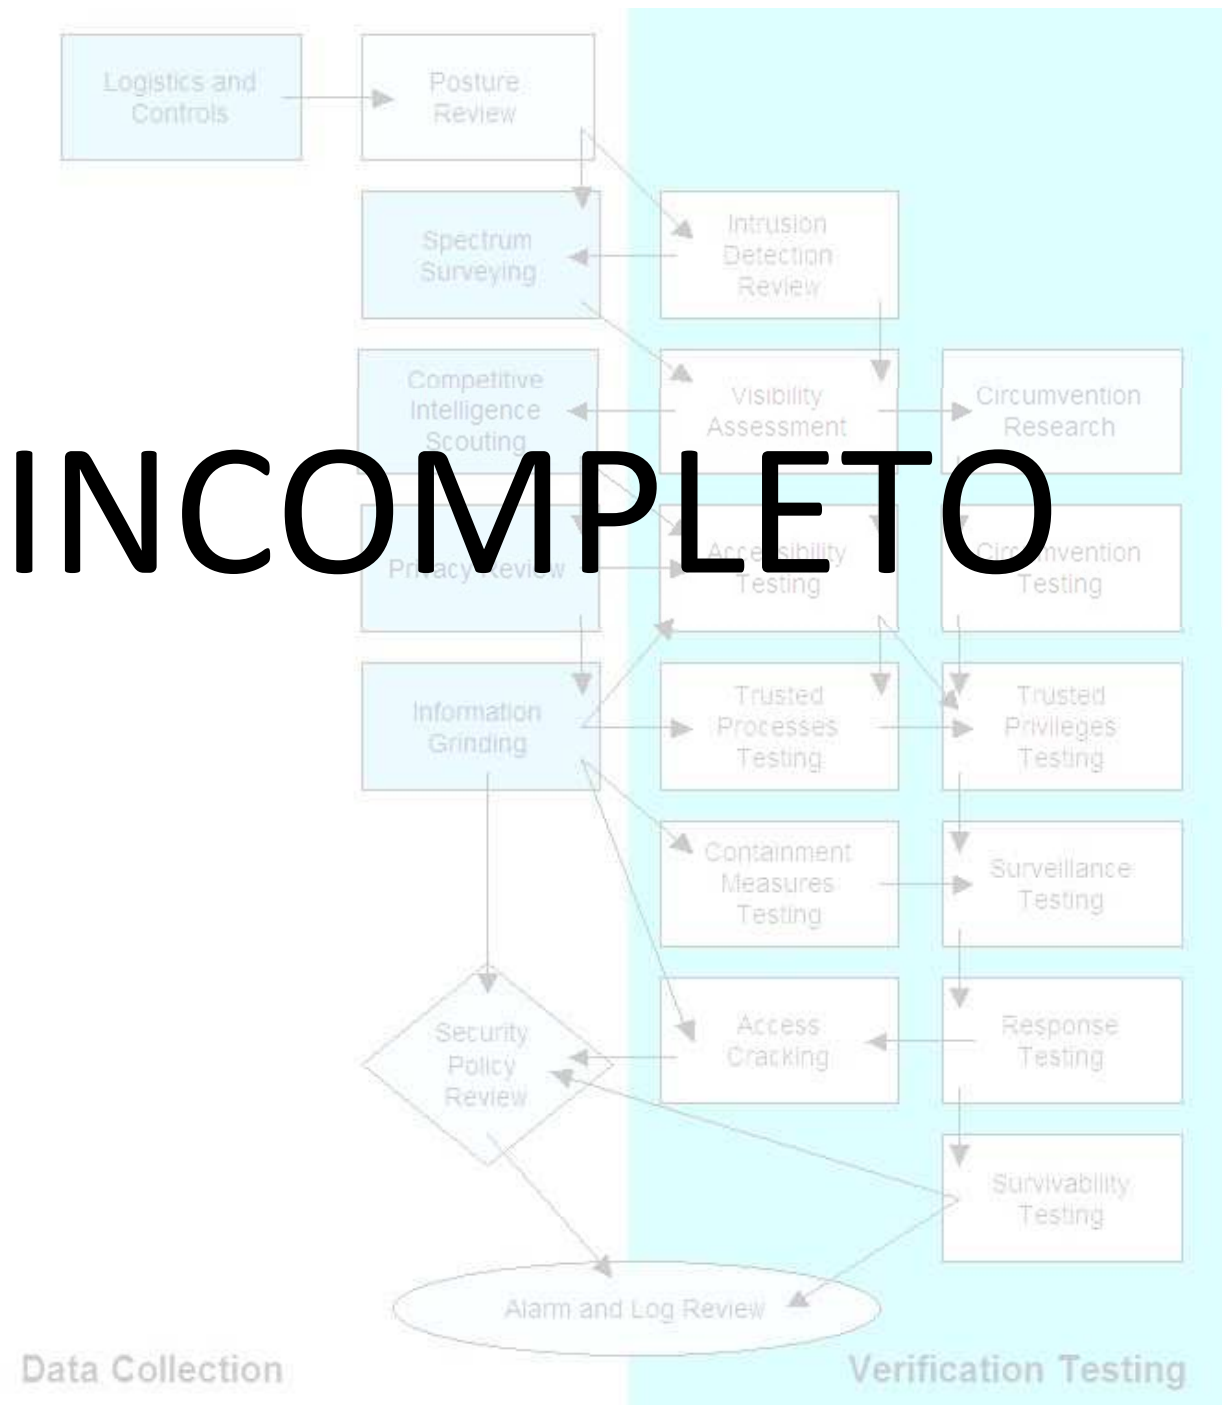 Logistics and
Controls
Posture
Review
Spectrum
Surveying
Intrusion
Detection
Review
Competitive
Intelligence
Scouting
Visibility
Assessment
Circumvention
Research
INCOMPLETO
Privacy Review
Accessibility
Testing
Circumvention
Testing
Information
Grinding
Trusted
Processes
Testing
Trusted
Privileges
Testing
Containment
Measures
Testing
Surveillance
Testing
Security
Policy
Review
Access
Cracking
Response
Testing
Survivability
Testing
Alarm and Log Review
Data Collection
Verification Testing